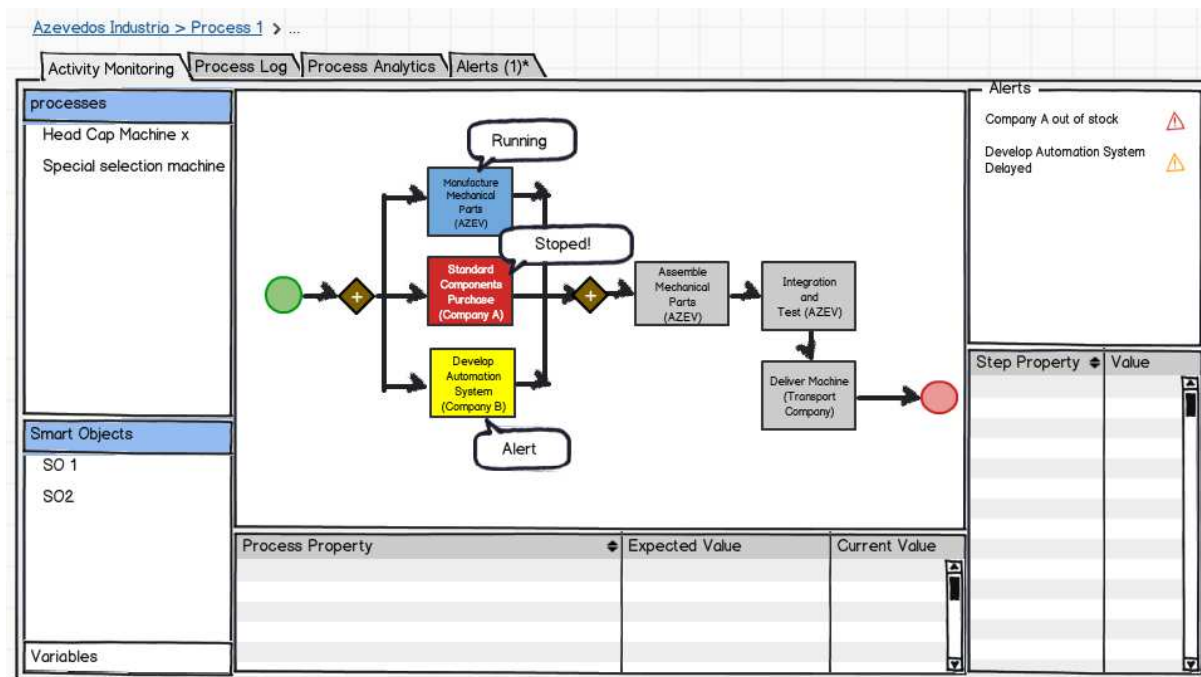 Azevedos Industria > Process 1 > ...
Activity Monitoring
Process Log
Process Analytics
Alerts (1)*
processes
Head Cap Machine x
Special selection machine
Smart Objects
SO 1
SO2
Variables
Running
Manufacture
Mechanical
Parts
(AZEV)
Stoped!
Standard
Components
Purchase
(Company A)
Develop
Automation
System
(Company B)
Alert
+
+
Assemble
Mechanical
Parts
(AZEV)
Integration
and
Test (AZEV)
Deliver Machine
(Transport
Company)
Alerts
Company A out of stock
Develop Automation System
Delayed
Step Property
Value
Process Property
Expected Value
Current Value